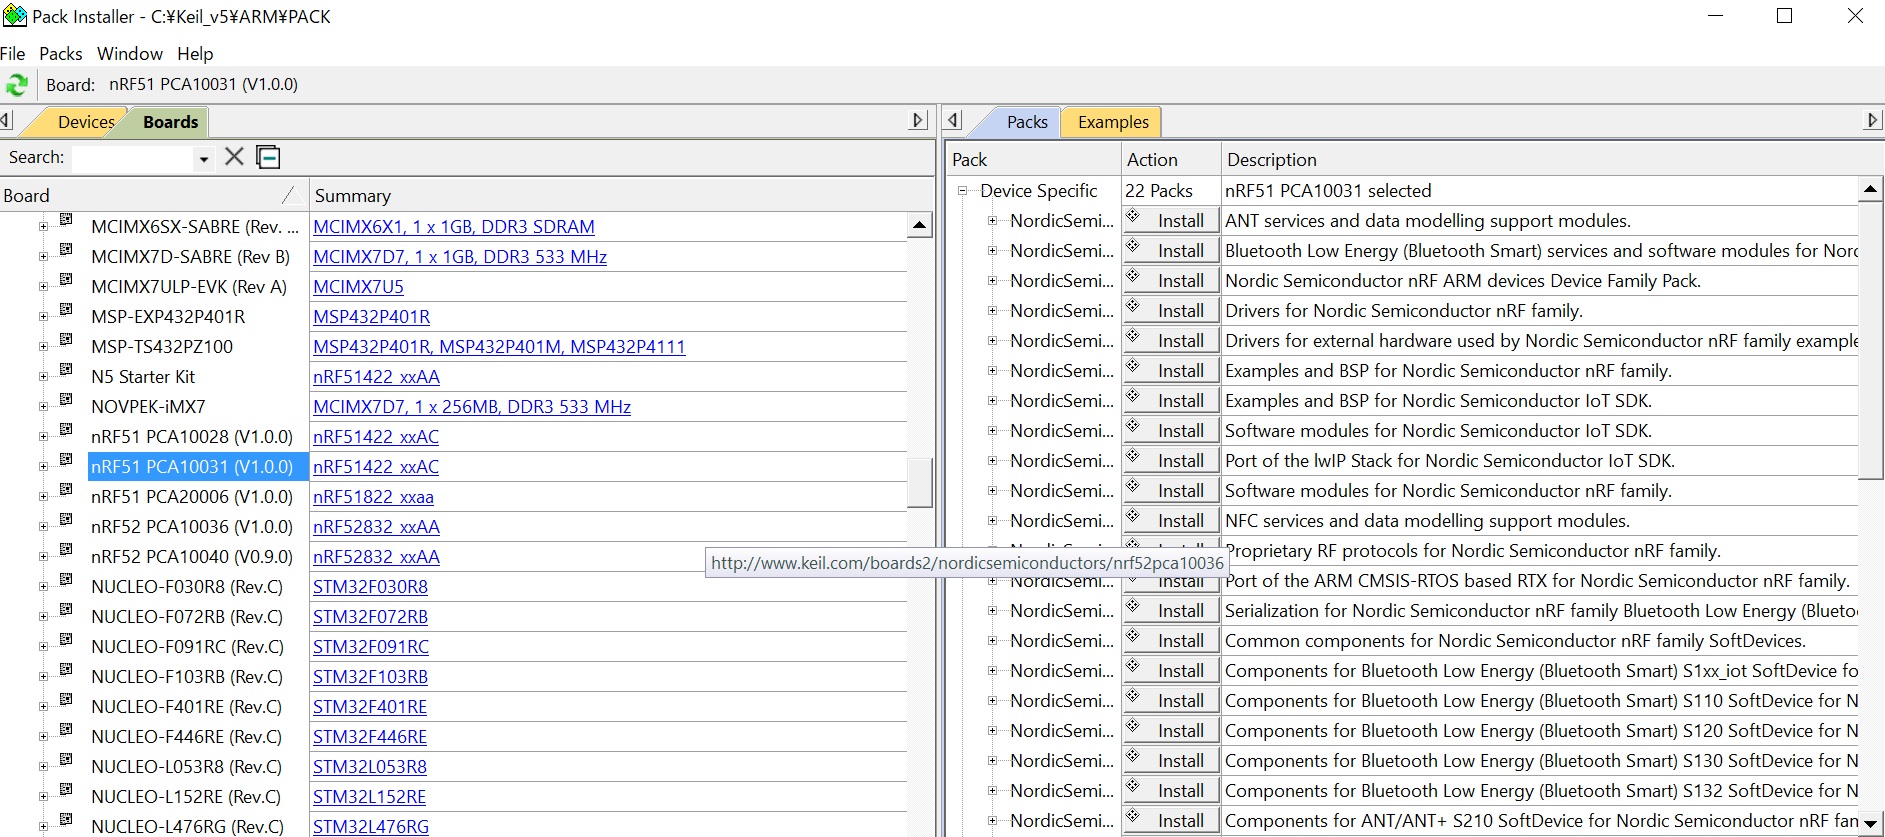 Pack Installer - C:¥Keil_v5¥ARM¥PACK
File Packs Window Help
Board: nRF51 PCA10031 (V1.0.0)
Devices Boards
Search:
Board Summary
MCIMX6SX-SABRE (Rev. ... MCIMX6X1, 1 x 1GB, DDR3 SDRAM
MCIMX7D-SABRE (Rev B) MCIMX7D7, 1 x 1GB, DDR3 533 MHz
MCIMX7ULP-EVK (Rev A) MCIMX7U5
MSP-EXP432P401R MSP432P401R
MSP-TS432PZ100 MSP432P401R, MSP432P401M, MSP432P4111
N5 Starter Kit nRF51422_xxAA
NOVPEK-iMX7 MCIMX7D7, 1 x 256MB, DDR3 533 MHz
nRF51 PCA10028 (V1.0.0) nRF51422_xxAC
nRF51 PCA10031 (V1.0.0) nRF51422_xxAC
nRF51 PCA20006 (V1.0.0) nRF51822_xxaa
nRF52 PCA10036 (V1.0.0) nRF52832_xxAA
nRF52 PCA10040 (V0.9.0) nRF52832_xxAA
NUCLEO-F030R8 (Rev.C) STM32F030R8
NUCLEO-F072RB (Rev.C) STM32F072RB
NUCLEO-F091RC (Rev.C) STM32F091RC
NUCLEO-F103RB (Rev.C) STM32F103RB
NUCLEO-F401RE (Rev.C) STM32F401RE
NUCLEO-F446RE (Rev.C) STM32F446RE
NUCLEO-L053R8 (Rev.C) STM32L053R8
NUCLEO-L152RE (Rev.C) STM32L152RE
NUCLEO-L476RG (Rev.C) STM32L476RG
http://www.keil.com/boards2/nordicsemiconductors/nrf52pca10036
Packs Examples
Pack Action Description
Device Specific 22 Packs nRF51 PCA10031 selected
NordicSemi... Install ANT services and data modelling support modules.
NordicSemi... Install Bluetooth Low Energy (Bluetooth Smart) services and software modules for Nord
NordicSemi... Install Nordic Semiconductor nRF ARM devices Device Family Pack.
NordicSemi... Install Drivers for Nordic Semiconductor nRF family.
NordicSemi... Install Drivers for external hardware used by Nordic Semiconductor nRF family example
NordicSemi... Install Examples and BSP for Nordic Semiconductor nRF family.
NordicSemi... Install Examples and BSP for Nordic Semiconductor IoT SDK.
NordicSemi... Install Software modules for Nordic Semiconductor IoT SDK.
NordicSemi... Install Port of the lwIP Stack for Nordic Semiconductor IoT SDK.
NordicSemi... Install Software modules for Nordic Semiconductor nRF family.
NordicSemi... Install NFC services and data modelling support modules.
Proprietary RF protocols for Nordic Semiconductor nRF family.
NordicSemi... Install Port of the ARM CMSIS-RTOS based RTX for Nordic Semiconductor nRF family.
NordicSemi... Install Serialization for Nordic Semiconductor nRF family Bluetooth Low Energy (Blueto
NordicSemi... Install Common components for Nordic Semiconductor nRF family SoftDevices.
NordicSemi... Install Components for Bluetooth Low Energy (Bluetooth Smart) S1xx_iot SoftDevice fo
NordicSemi... Install Components for Bluetooth Low Energy (Bluetooth Smart) S110 SoftDevice for N
NordicSemi... Install Components for Bluetooth Low Energy (Bluetooth Smart) S120 SoftDevice for N
NordicSemi... Install Components for Bluetooth Low Energy (Bluetooth Smart) S130 SoftDevice for N
NordicSemi... Install Components for Bluetooth Low Energy (Bluetooth Smart) S132 SoftDevice for N
NordicSemi... Install Components for ANT/ANT+ S210 SoftDevice for Nordic Semiconductor nRF fan